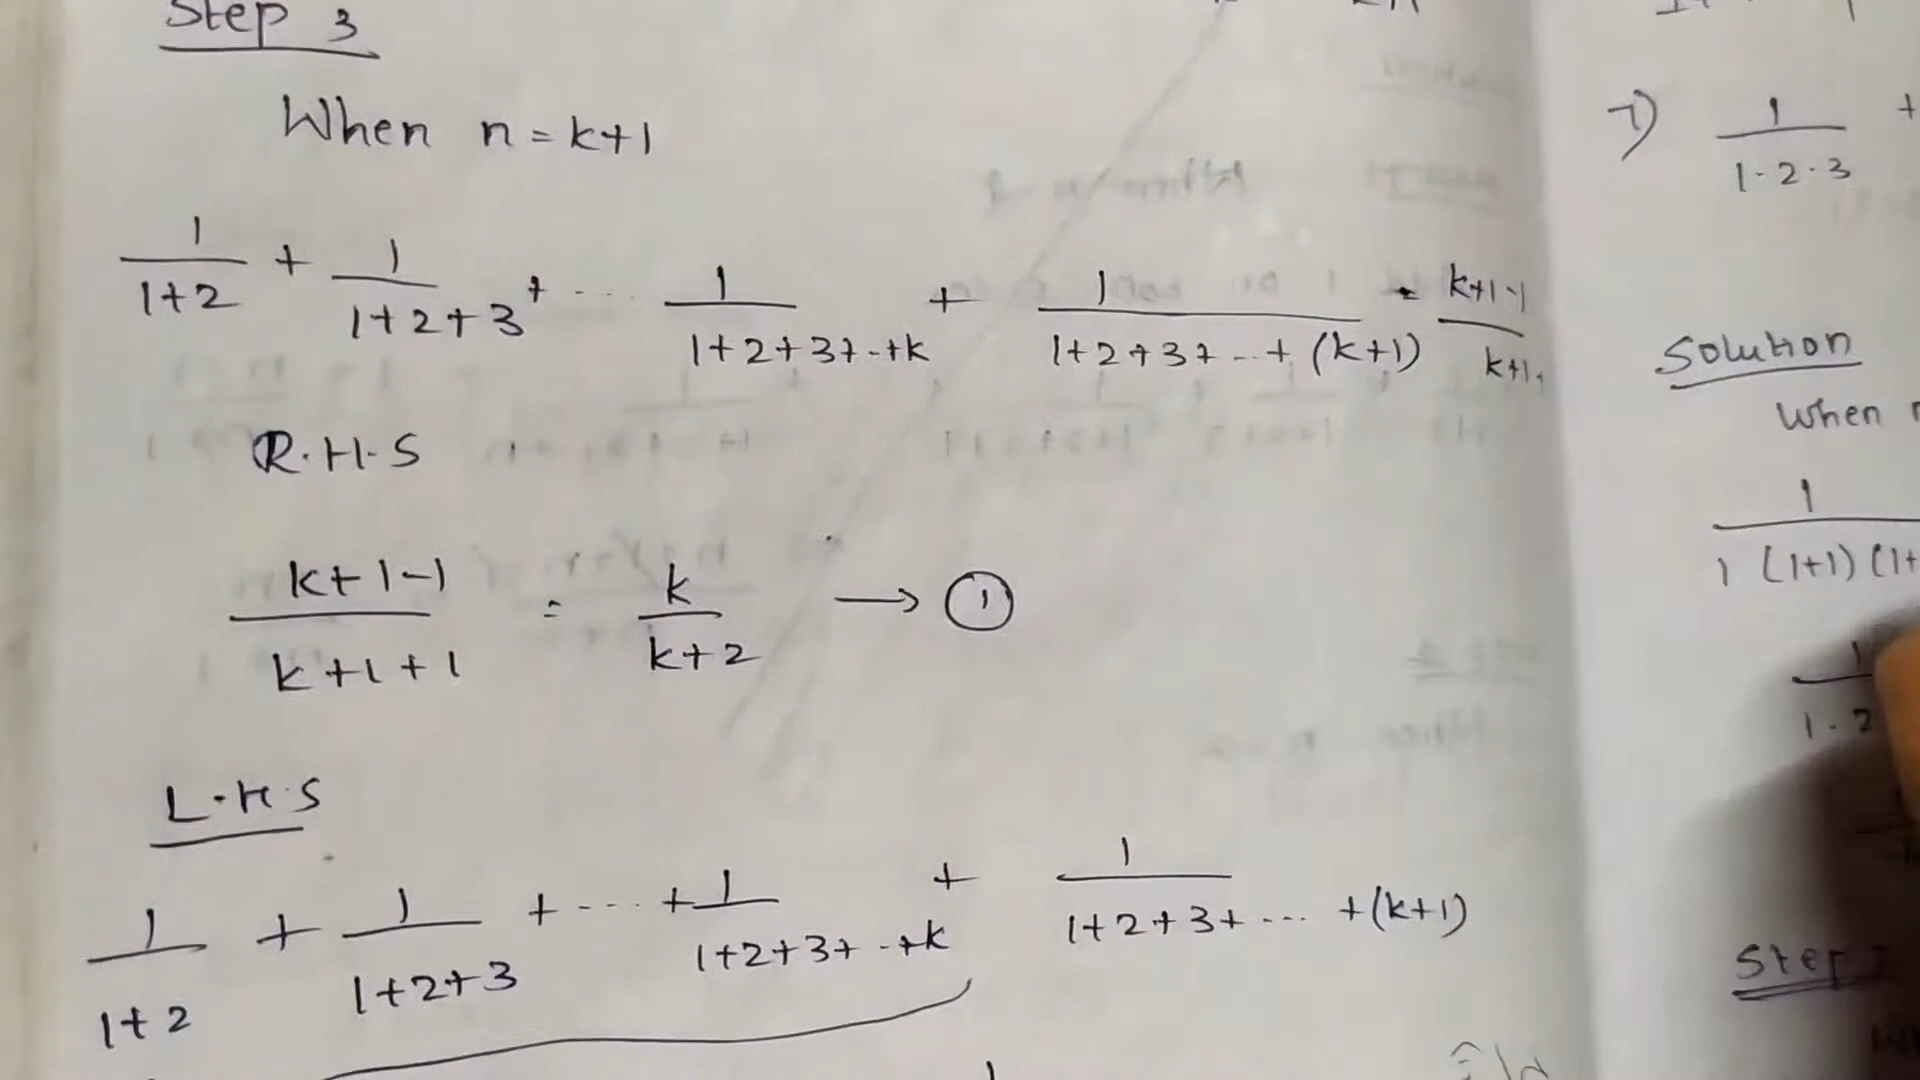 Step 3
When n = k+1
1/(1+2) + 1/(1+2+3) + ... 1/(1+2+3+..+k) + 1/(1+2+3+...+(k+1)) = (k+1-1)/(k+1+
R.H.S
(k+1-1)/(k+1+1) = k/(k+2) → ①
L.H.S
1/(1+2) + 1/(1+2+3) + .... + 1/(1+2+3+..+k) + 1/(1+2+3+... +(k+1))
7) 1/(1·2·3) +
Solution
When
1/(1(1+1)(1+
1/(1·2
Step